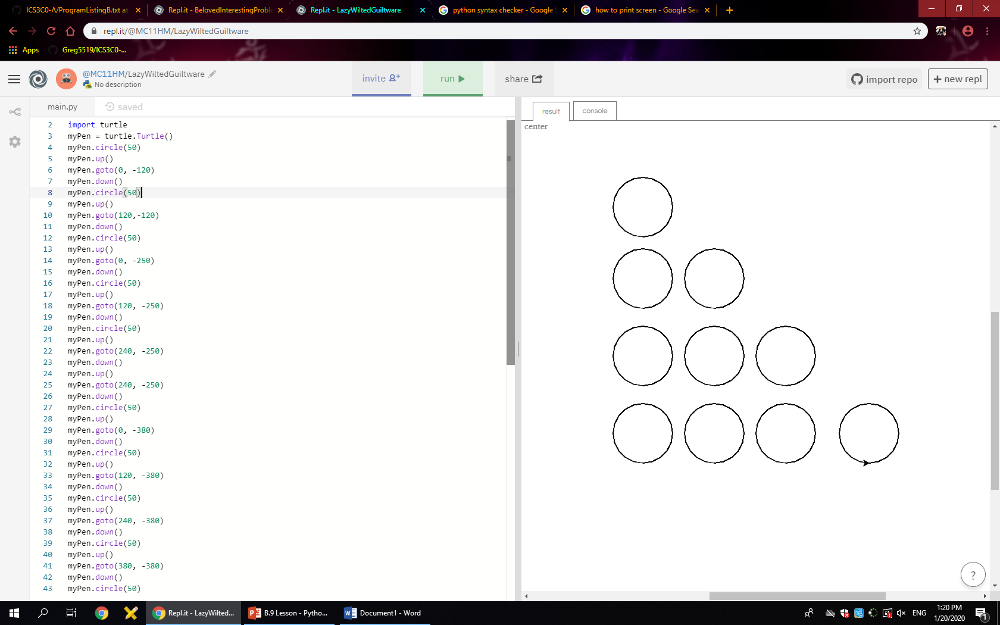 ICS3C0-A/ProgramListingB.txt at
Repl.it - BelovedInterestingProble
Repl.it - LazyWiltedGuiltware
python syntax checker - Google S
how to print screen - Google Sea
repl.it/@MC11HM/LazyWiltedGuiltware
Apps
Greg5519/ICS3C0-...
@MC11HM/LazyWiltedGuiltware
No description
invite
run
share
import repo
+ new repl
main.py
saved
result
console
center
2 import turtle
3 myPen = turtle.Turtle()
4 myPen.circle(50)
5 myPen.up()
6 myPen.goto(0, -120)
7 myPen.down()
8 myPen.circle(50)
9 myPen.up()
10 myPen.goto(120,-120)
11 myPen.down()
12 myPen.circle(50)
13 myPen.up()
14 myPen.goto(0, -250)
15 myPen.down()
16 myPen.circle(50)
17 myPen.up()
18 myPen.goto(120, -250)
19 myPen.down()
20 myPen.circle(50)
21 myPen.up()
22 myPen.goto(240, -250)
23 myPen.down()
24 myPen.up()
25 myPen.goto(240, -250)
26 myPen.down()
27 myPen.circle(50)
28 myPen.up()
29 myPen.goto(0, -380)
30 myPen.down()
31 myPen.circle(50)
32 myPen.up()
33 myPen.goto(120, -380)
34 myPen.down()
35 myPen.circle(50)
36 myPen.up()
37 myPen.goto(240, -380)
38 myPen.down()
39 myPen.circle(50)
40 myPen.up()
41 myPen.goto(380, -380)
42 myPen.down()
43 myPen.circle(50)
?
Repl.it - LazyWilted...
B.9 Lesson - Pytho...
Document1 - Word
ENG
1:20 PM
1/20/2020
1